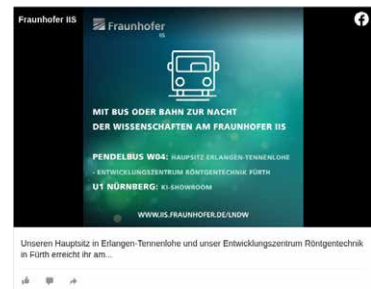 Fraunhofer IIS
Fraunhofer
IIS
MIT BUS ODER BAHN ZUR NACHT
DER WISSENSCHAFTEN AM FRAUNHOFER IIS
PENDELBUS W04: HAUPSITZ ERLANGEN-TENNENLOHE
- ENTWICKLUNGSZENTRUM RÖNTGENTECHNIK FÜRTH
U1 NÜRNBERG: KI-SHOWROOM
WWW.IIS.FRAUNHOFER.DE/LNDW
Unseren Hauptsitz in Erlangen-Tennenlohe und unser Entwicklungszentrum Röntgentechnik
in Fürth erreicht ihr am...